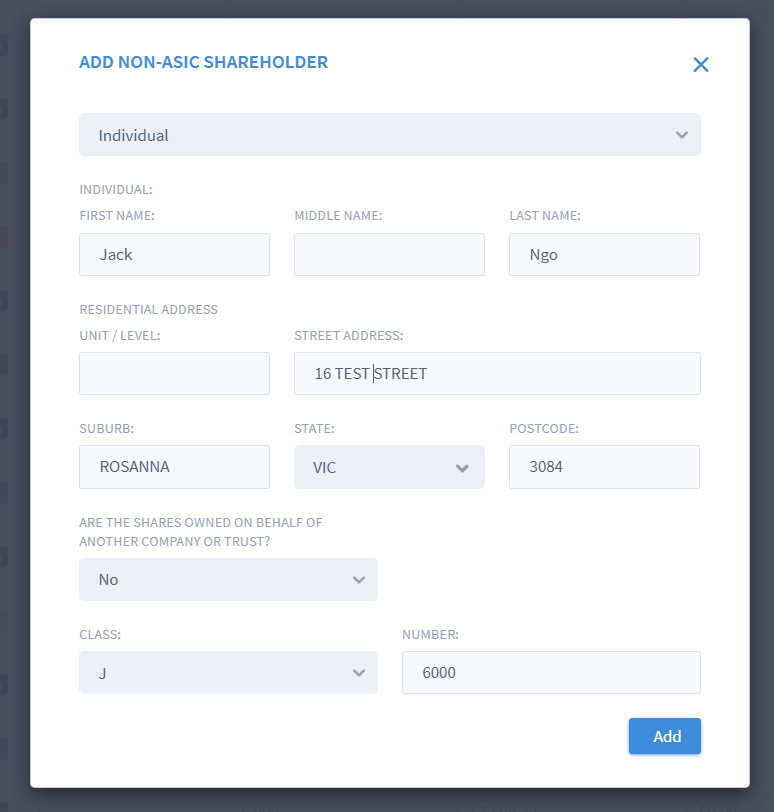 ADD NON-ASIC SHAREHOLDER
Individual
INDIVIDUAL:
FIRST NAME: MIDDLE NAME: LAST NAME:
Jack Ngo
RESIDENTIAL ADDRESS
UNIT / LEVEL: STREET ADDRESS:
16 TEST STREET
SUBURB: STATE: POSTCODE:
ROSANNA VIC 3084
ARE THE SHARES OWNED ON BEHALF OF
ANOTHER COMPANY OR TRUST?
No
CLASS: NUMBER:
J 6000
Add